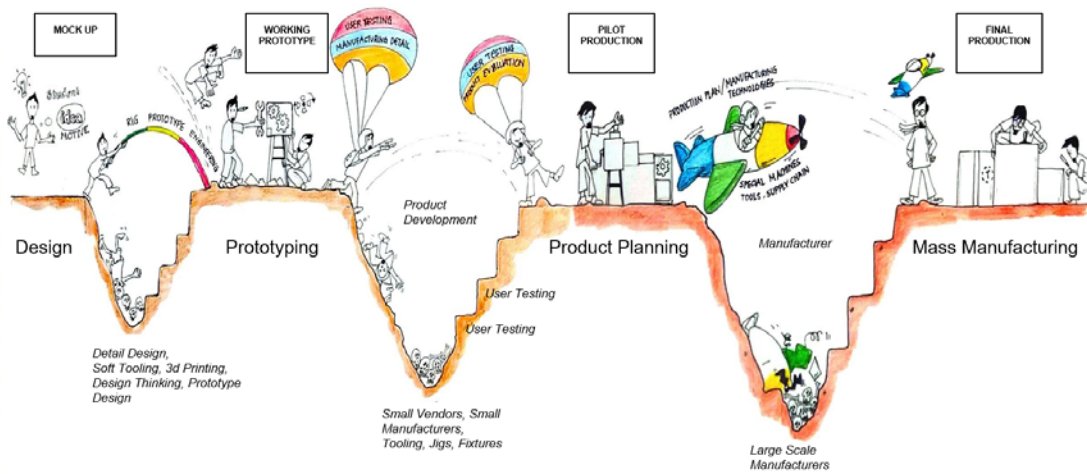 MOCK UP
WORKING
PROTOTYPE
PILOT
PRODUCTION
FINAL
PRODUCTION
Student
Idea
MOTIVE
RIG PROTOTYPE ENGINEERING
USER TESTING
MANUFACTURING DETAIL
USER TESTING
PRODUCT EVALUATION
PRODUCTION PLAN/MANUFACTURING
TECHNOLOGIES
SPECIAL MACHINES
TOOLS, SUPPLY CHAIN
Design
Prototyping
Product
Development
Product Planning
Manufacturer
Mass Manufacturing
User Testing
User Testing
Detail Design,
Soft Tooling, 3d Printing,
Design Thinking, Prototype
Design
Small Vendors, Small
Manufacturers,
Tooling, Jigs, Fixtures
Large Scale
Manufacturers